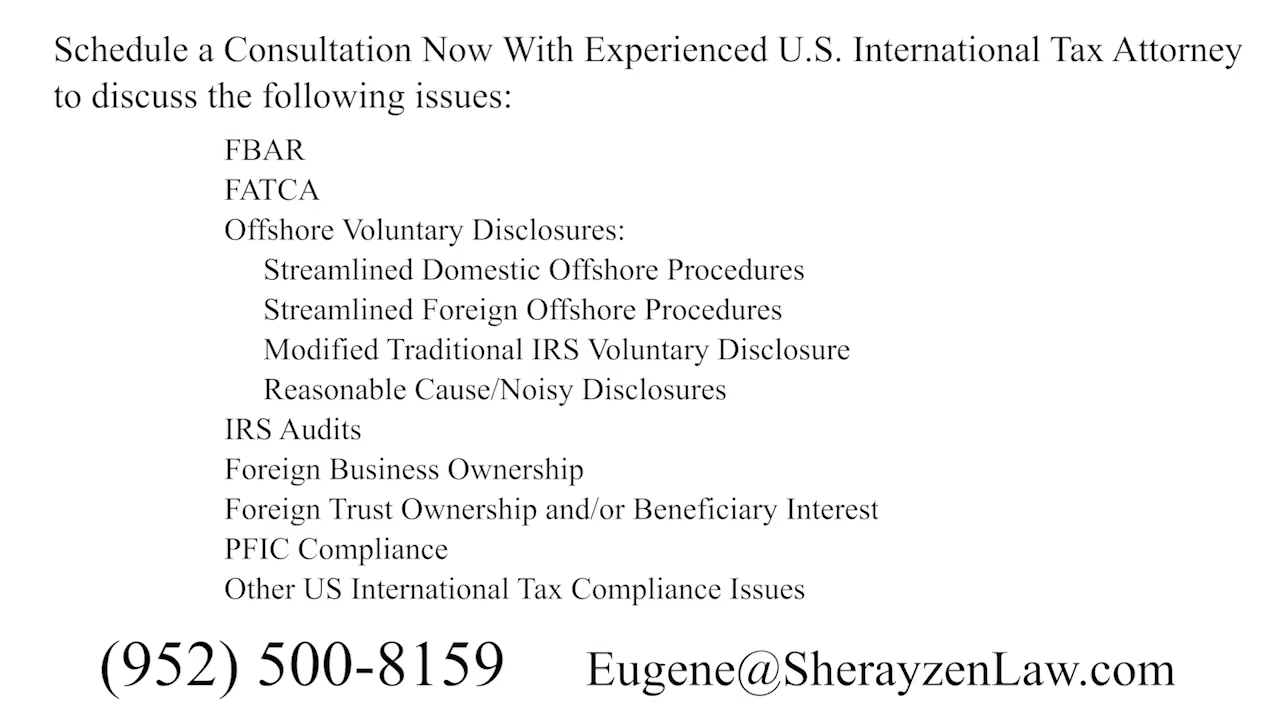 Schedule a Consultation Now With Experienced U.S. International Tax Attorney
to discuss the following issues:
FBAR
FATCA
Offshore Voluntary Disclosures:
Streamlined Domestic Offshore Procedures
Streamlined Foreign Offshore Procedures
Modified Traditional IRS Voluntary Disclosure
Reasonable Cause/Noisy Disclosures
IRS Audits
Foreign Business Ownership
Foreign Trust Ownership and/or Beneficiary Interest
PFIC Compliance
Other US International Tax Compliance Issues
(952) 500-8159 Eugene@SherayzenLaw.com